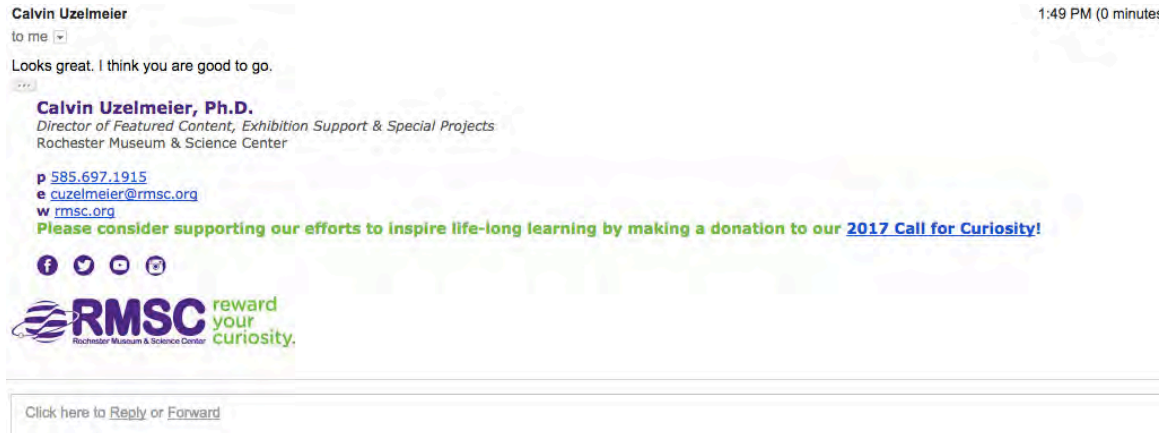 Calvin Uzelmeier
1:49 PM (0 minutes
to me
Looks great. I think you are good to go.
...
Calvin Uzelmeier, Ph.D.
Director of Featured Content, Exhibition Support & Special Projects
Rochester Museum & Science Center
p 585.697.1915
e cuzelmeier@rmsc.org
w rmsc.org
Please consider supporting our efforts to inspire life-long learning by making a donation to our 2017 Call for Curiosity!
RMSC
Rochester Museum & Science Center
reward
your
curiosity.
Click here to Reply or Forward